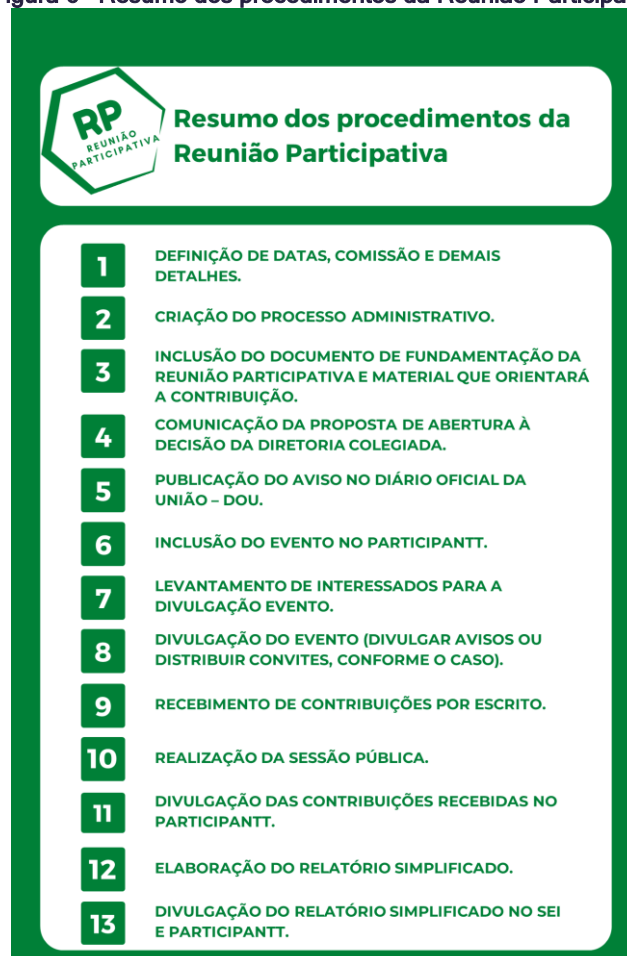 Resumo dos procedimentos da Reunião Participa
RP
REUNIÃO
PARTICIPATIVA
Resumo dos procedimentos da
Reunião Participativa
1
DEFINIÇÃO DE DATAS, COMISSÃO E DEMAIS
DETALHES.
2
CRIAÇÃO DO PROCESSO ADMINISTRATIVO.
3
INCLUSÃO DO DOCUMENTO DE FUNDAMENTAÇÃO DA
REUNIÃO PARTICIPATIVA E MATERIAL QUE ORIENTARÁ
A CONTRIBUIÇÃO.
4
COMUNICAÇÃO DA PROPOSTA DE ABERTURA À
DECISÃO DA DIRETORIA COLEGIADA.
5
PUBLICAÇÃO DO AVISO NO DIÁRIO OFICIAL DA
UNIÃO – DOU.
6
INCLUSÃO DO EVENTO NO PARTICIPANTT.
7
LEVANTAMENTO DE INTERESSADOS PARA A
DIVULGAÇÃO EVENTO.
8
DIVULGAÇÃO DO EVENTO (DIVULGAR AVISOS OU
DISTRIBUIR CONVITES, CONFORME O CASO).
9
RECEBIMENTO DE CONTRIBUIÇÕES POR ESCRITO.
10
REALIZAÇÃO DA SESSÃO PÚBLICA.
11
DIVULGAÇÃO DAS CONTRIBUIÇÕES RECEBIDAS NO
PARTICIPANTT.
12
ELABORAÇÃO DO RELATÓRIO SIMPLIFICADO.
13
DIVULGAÇÃO DO RELATÓRIO SIMPLIFICADO NO SEI
E PARTICIPANTT.